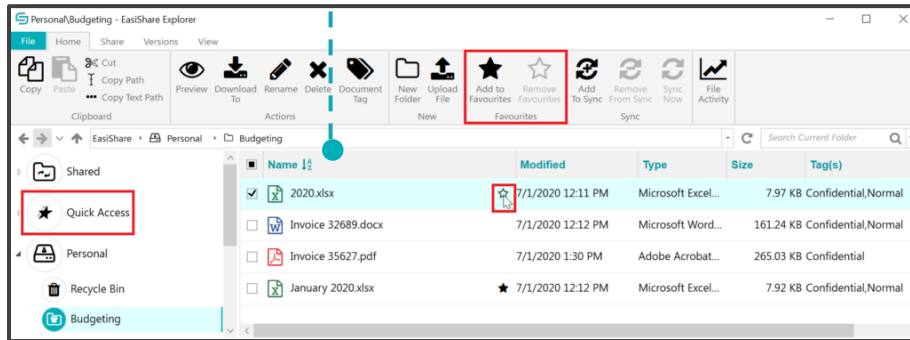 Personal\Budgeting - EasiShare Explorer
File Home Share Versions View
Copy Paste Cut Copy Path Copy Text Path
Preview Download To Rename Delete Document Tag
New Folder Upload File
Add to Favourites Remove Favourites
Add To Sync Remove From Sync Sync Now
File Activity
Clipboard Actions New Favourites Sync
EasiShare Personal Budgeting Search Current Folder
Shared
Quick Access
Personal
Recycle Bin
Budgeting
Name Modified Type Size Tag(s)
2020.xlsx 7/1/2020 12:11 PM Microsoft Excel... 7.97 KB Confidential,Normal
Invoice 32689.docx 7/1/2020 12:12 PM Microsoft Word... 161.24 KB Confidential,Normal
Invoice 35627.pdf 7/1/2020 1:30 PM Adobe Acrobat... 265.03 KB Confidential
January 2020.xlsx 7/1/2020 12:12 PM Microsoft Excel... 7.92 KB Confidential,Normal